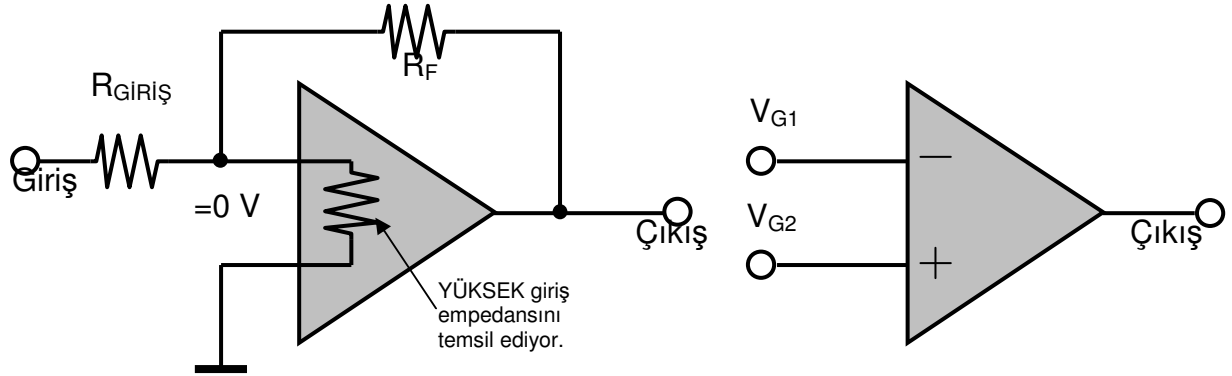 R_F
R_GİRİŞ
Giriş
=0 V
Çıkış
YÜKSEK giriş
empedansını
temsil ediyor.
V_G1
V_G2
−
+
Çıkış